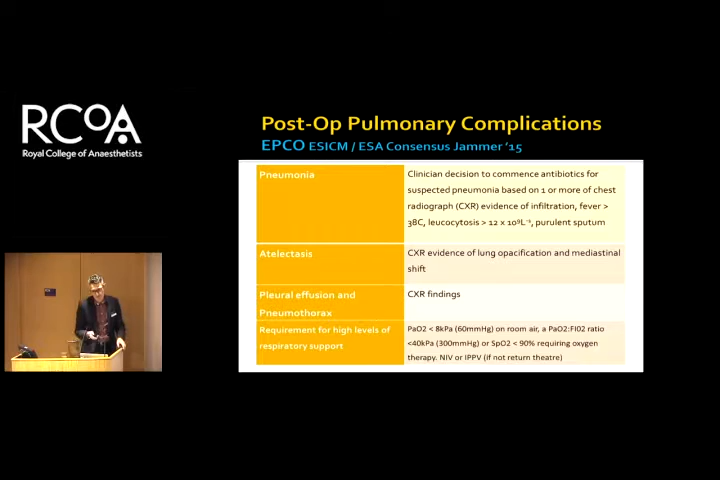 RCOA
Royal College of Anaesthetists
Post-Op Pulmonary Complications
EPCO ESICM / ESA Consensus Jammer '15
Pneumonia
Clinician decision to commence antibiotics for
suspected pneumonia based on 1 or more of chest
radiograph (CXR) evidence of infiltration, fever >
38C, leucocytosis > 12 x 10⁹L⁻¹, purulent sputum
Atelectasis
CXR evidence of lung opacification and mediastinal
shift
Pleural effusion and
Pneumothorax
CXR findings
Requirement for high levels of
respiratory support
PaO2 < 8kPa (60mmHg) on room air, a PaO2:FI02 ratio
<40kPa (300mmHg) or SpO2 < 90% requiring oxygen
therapy. NIV or IPPV (if not return theatre)